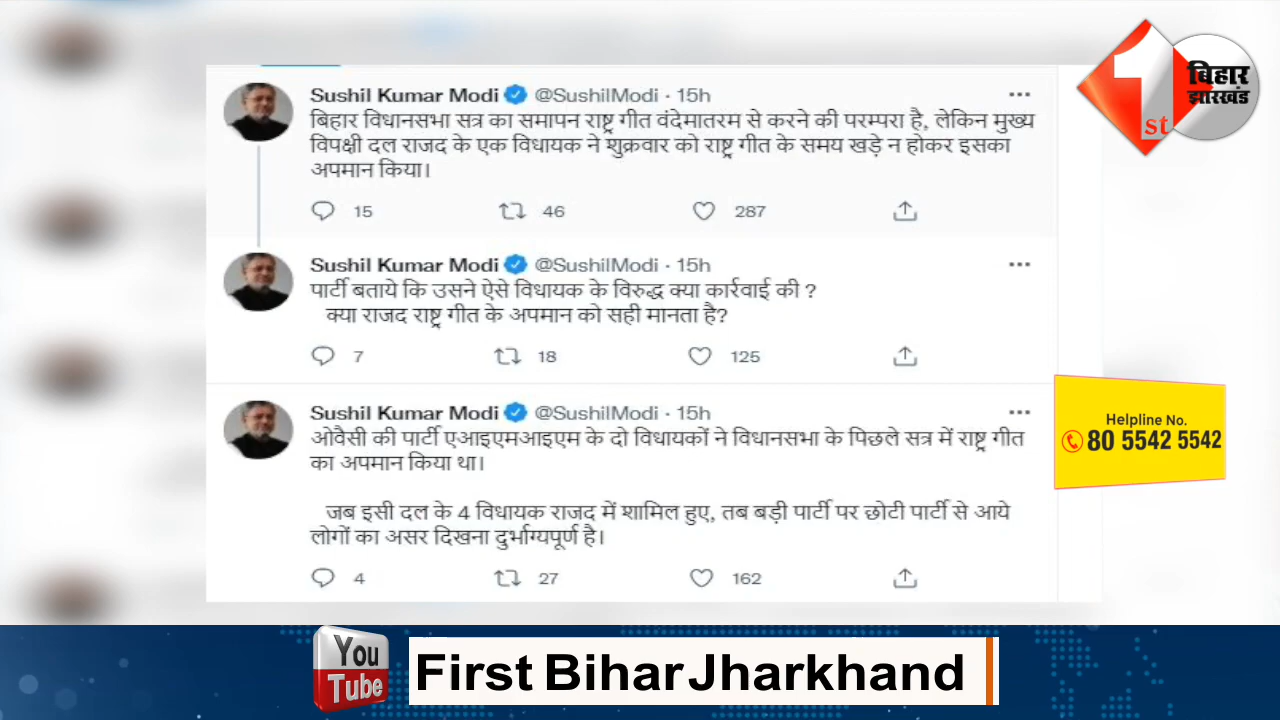 1
st
बिहार
झारखंड
Sushil Kumar Modi @SushilModi · 15h
बिहार विधानसभा सत्र का समापन राष्ट्र गीत वंदेमातरम से करने की परम्परा है, लेकिन मुख्य
विपक्षी दल राजद के एक विधायक ने शुक्रवार को राष्ट्र गीत के समय खड़े न होकर इसका
अपमान किया।
15 46 287
Sushil Kumar Modi @SushilModi · 15h
पार्टी बताये कि उसने ऐसे विधायक के विरुद्ध क्या कार्रवाई की ?
क्या राजद राष्ट्र गीत के अपमान को सही मानता है?
7 18 125
Sushil Kumar Modi @SushilModi · 15h
ओवैसी की पार्टी एआइएमआइएम के दो विधायकों ने विधानसभा के पिछले सत्र में राष्ट्र गीत
का अपमान किया था।
जब इसी दल के 4 विधायक राजद में शामिल हुए, तब बड़ी पार्टी पर छोटी पार्टी से आये
लोगों का असर दिखना दुर्भाग्यपूर्ण है।
4 27 162
Helpline No.
80 5542 5542
You
Tube
First Bihar Jharkhand